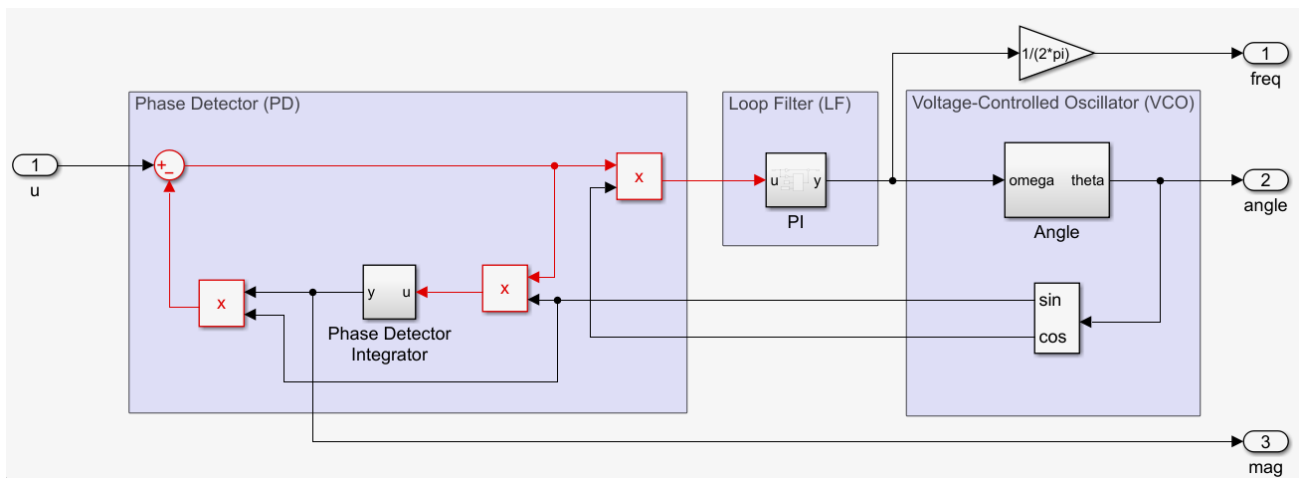 1/(2*pi)
1
freq
Phase Detector (PD)
Loop Filter (LF)
Voltage-Controlled Oscillator (VCO)
1
u
+
−
x
u y
PI
omega theta
Angle
2
angle
x
y u
Phase Detector
Integrator
x
sin
cos
3
mag